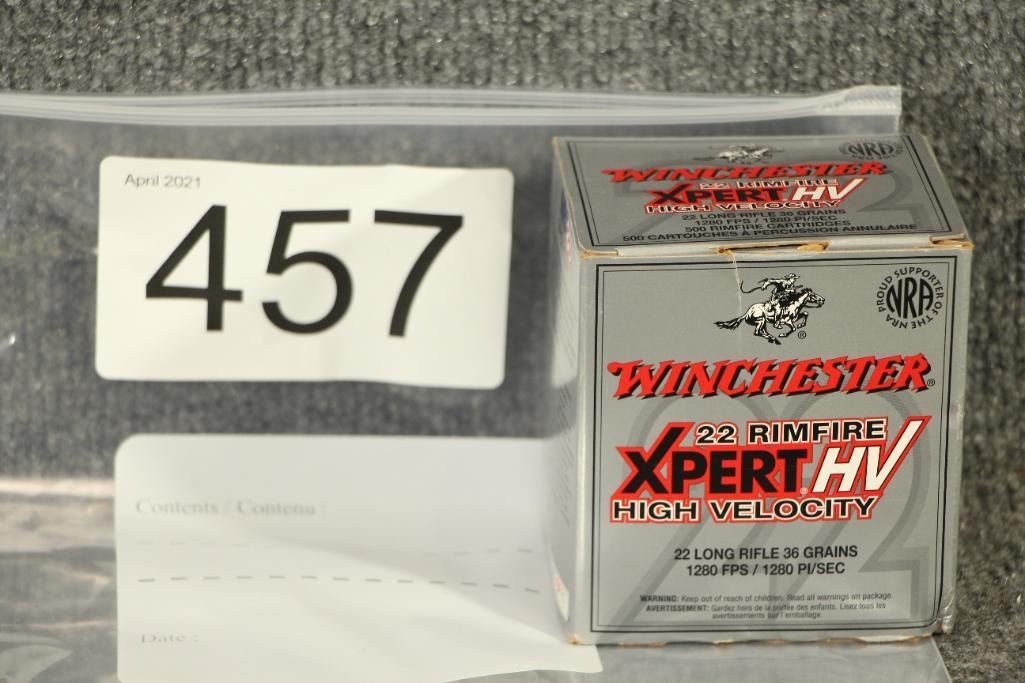 April 2021
457
Contents / Contenu :
Date :
NRA
WINCHESTER
22 RIMFIRE
XPERT HV
HIGH VELOCITY
22 LONG RIFLE 36 GRAINS
1280 FPS / 1280 PI/SEC
500 RIMFIRE CARTRIDGES
500 CARTOUCHES À PERCUSSION ANNULAIRE
PROUD SUPPORTER OF THE NRA
NRA
WINCHESTER®
22 RIMFIRE
XPERT® HV
HIGH VELOCITY
22 LONG RIFLE 36 GRAINS
1280 FPS / 1280 PI/SEC
WARNING: Keep out of reach of children. Read all warnings on package.
AVERTISSEMENT: Gardez hors de la portée des enfants. Lisez tous les
avertissements sur l'emballage.